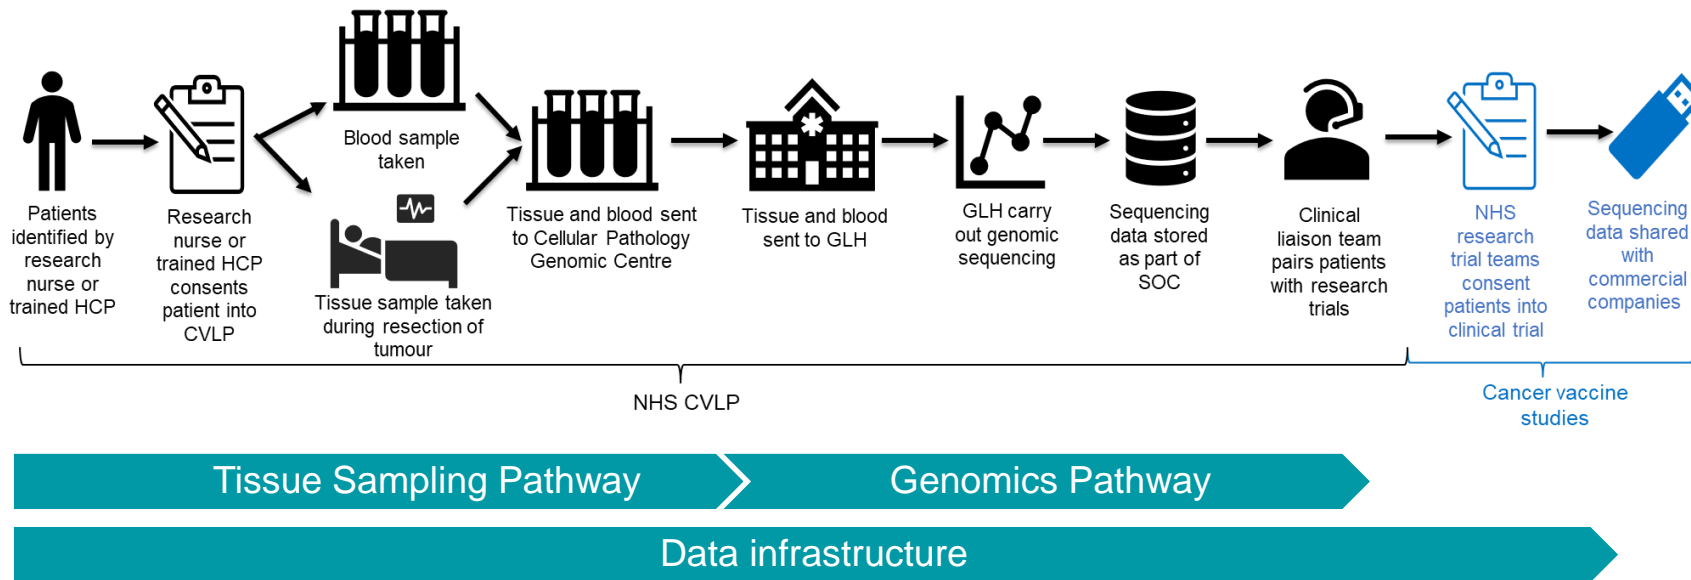 Patients
identified by
research
nurse or
trained HCP
Research
nurse or
trained HCP
consents
patient into
CVLP
Blood sample
taken
Tissue sample taken
during resection of
tumour
Tissue and blood sent
to Cellular Pathology
Genomic Centre
Tissue and blood
sent to GLH
GLH carry
out genomic
sequencing
Sequencing
data stored
as part of
SOC
Clinical
liaison team
pairs patients
with research
trials
NHS
research
trial teams
consent
patients into
clinical trial
Sequencing
data shared
with
commercial
companies
NHS CVLP
Cancer vaccine
studies
Tissue Sampling Pathway
Genomics Pathway
Data infrastructure